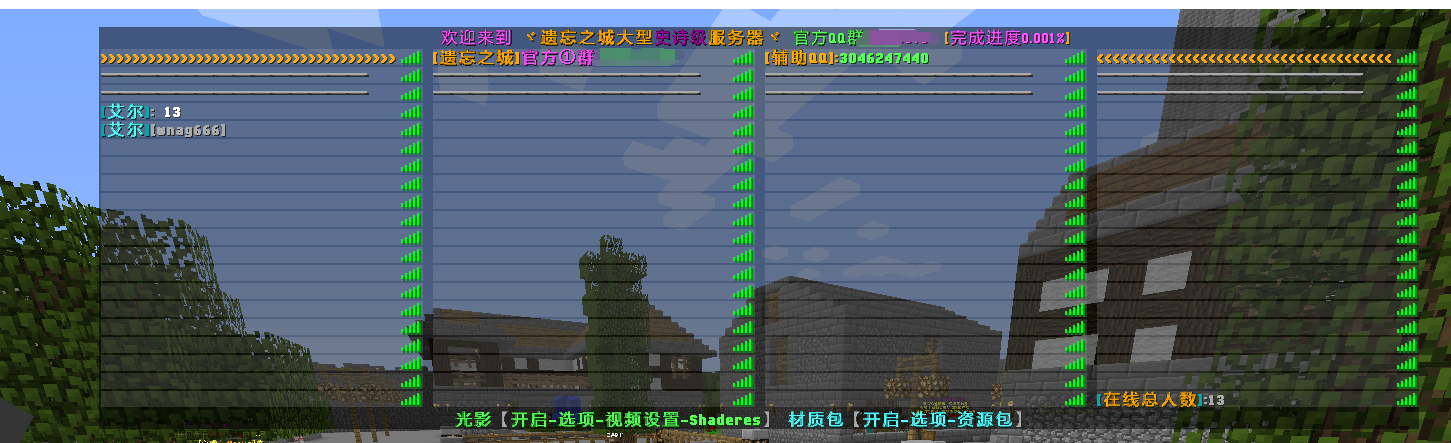 欢迎来到 遗忘之城大型史诗级服务器 官方QQ群 [完成进度0.001%]
》》》》》》》》》》》》》》》》》》》》》》》》》》》》》》 [遗忘之城]官方①群 [辅助QQ]:3046247440 《《《《《《《《《《《《《《《《《《《《《《《《《《《《《《
[艾尔]: 13
[艾尔][wnag666]
[在线总人数]:13
光影【开启-选项-视频设置-Shaderes】 材质包【开启-选项-资源包】